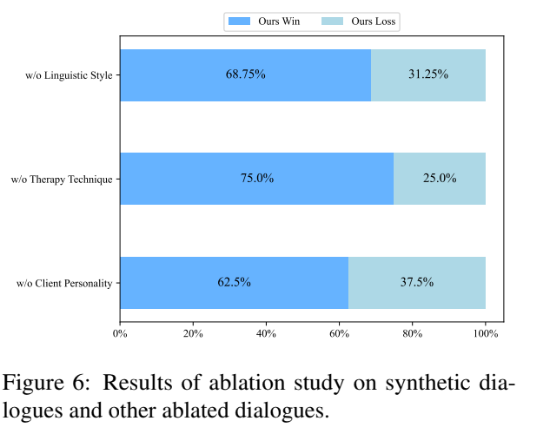 Ours Win Ours Loss
w/o Linguistic Style 68.75% 31.25%
w/o Therapy Technique 75.0% 25.0%
w/o Client Personality 62.5% 37.5%
0% 20% 40% 60% 80% 100%
Figure 6: Results of ablation study on synthetic dia-
logues and other ablated dialogues.